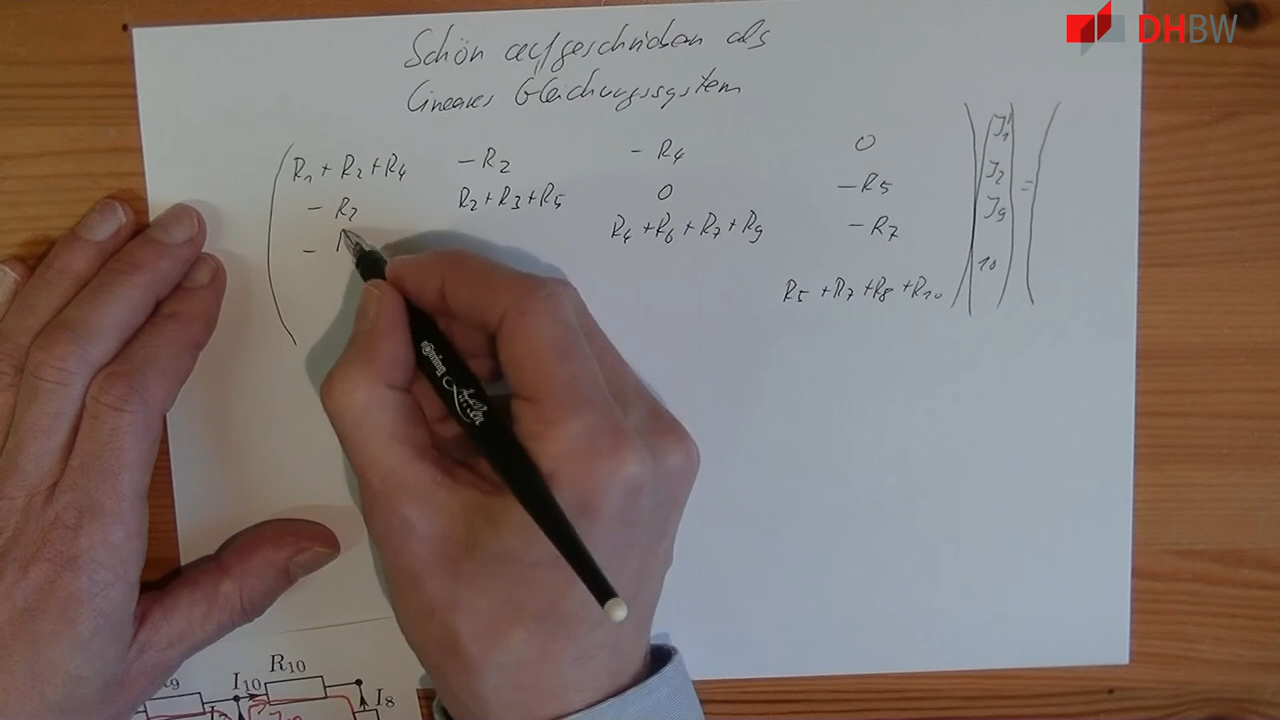 DHBW
Schön aufgeschrieben als
Lineares Gleichungssystem
R1 + R2 + R4 - R2 - R4 0 J1
- R2 R2 + R3 + R5 0 - R5 J2 =
- R4 + R6 + R7 + R9 - R7 J9
R5 + R7 + R8 + R10 10
R10
R9 I10 I8